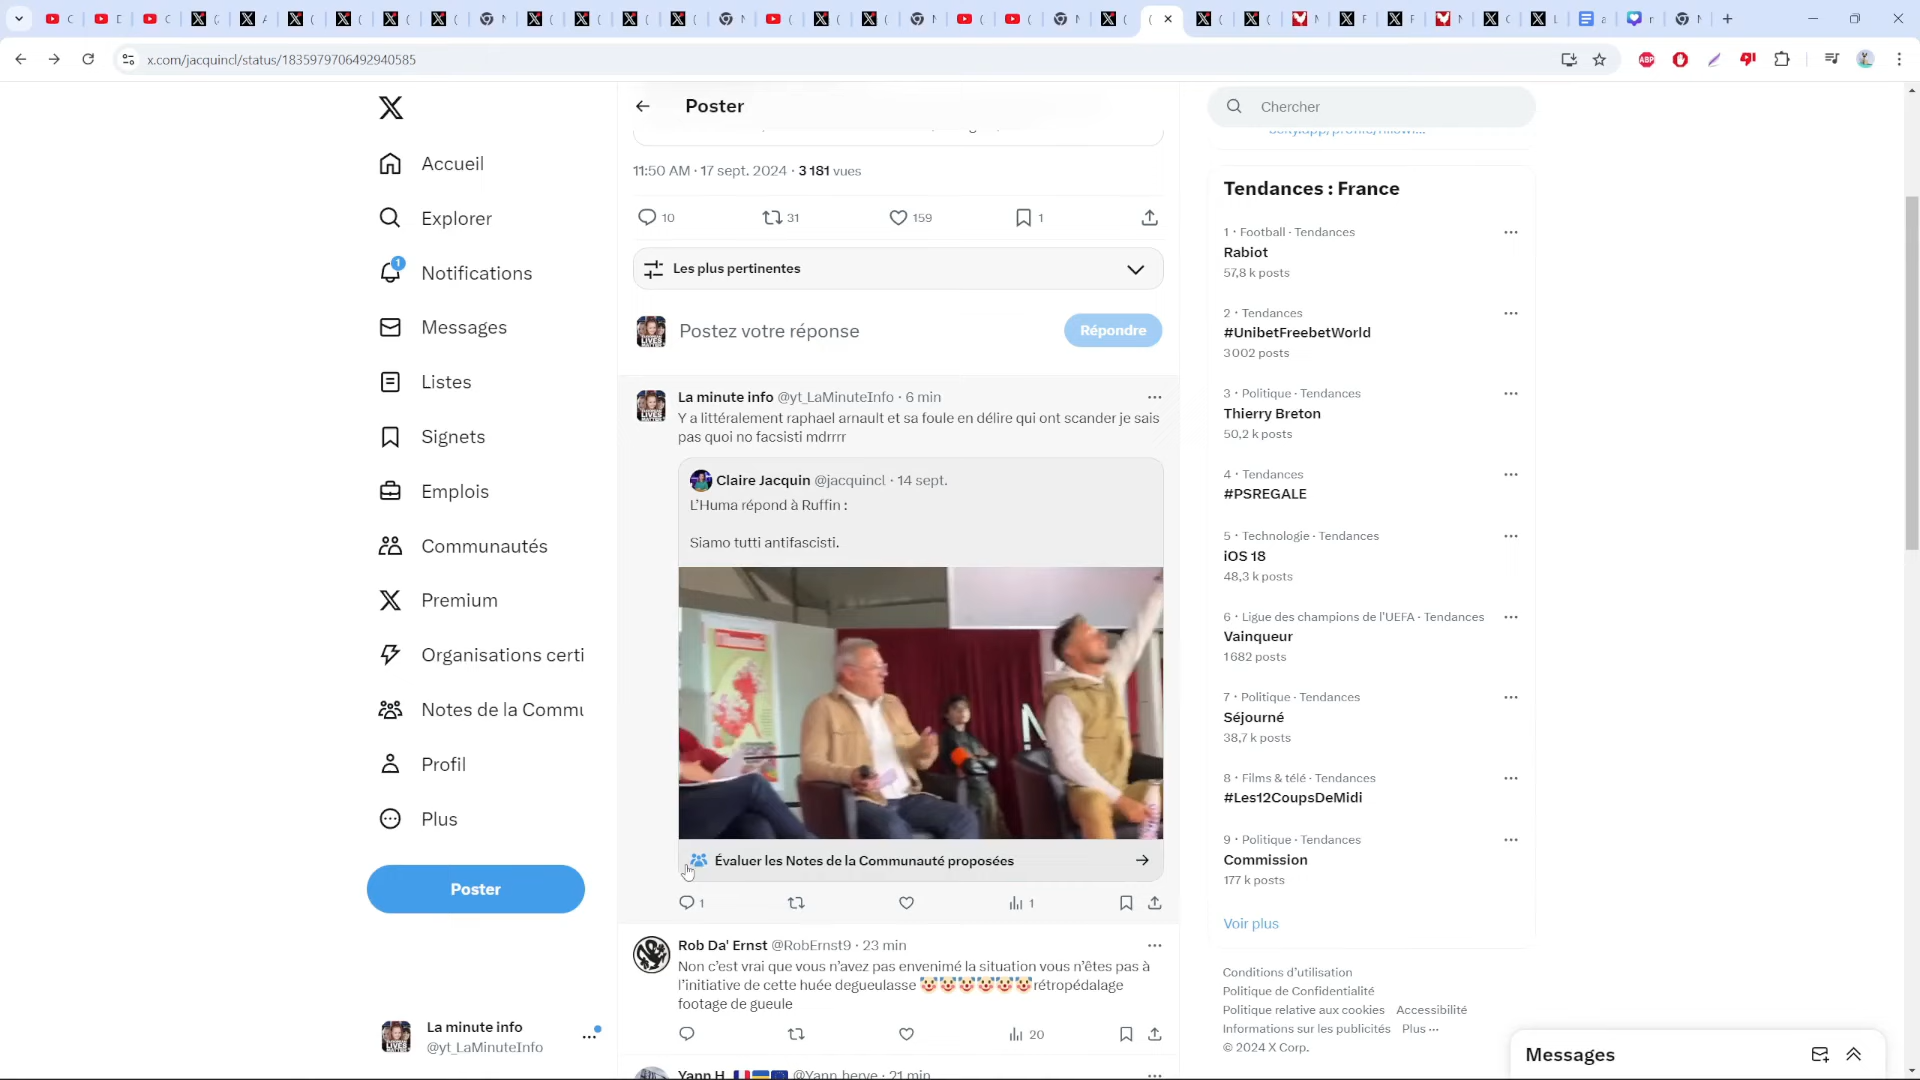 x.com/jacquincl/status/1835979706492940585
Poster
Chercher
Accueil
Explorer
1
Notifications
Messages
Listes
Signets
Emplois
Communautés
Premium
Organisations certi
Notes de la Commu
Profil
Plus
Poster
La minute info
@yt_LaMinuteInfo
11:50 AM · 17 sept. 2024 · 3 181 vues
10 31 159 1
Les plus pertinentes
Postez votre réponse
Répondre
La minute info @yt_LaMinuteInfo · 6 min
Y a littéralement raphael arnault et sa foule en délire qui ont scander je sais
pas quoi no facsisti mdrrrr
Claire Jacquin @jacquincl · 14 sept.
L'Huma répond à Ruffin :
Siamo tutti antifascisti.
Évaluer les Notes de la Communauté proposées
1 1
Rob Da' Ernst @RobErnst9 · 23 min
Non c'est vrai que vous n'avez pas envenimé la situation vous n'êtes pas à
l'initiative de cette huée degueulasse 🤡🤡🤡🤡🤡🤡rétropédalage
footage de gueule
20
Yann H. 🇫🇷🇺🇦🇪🇺 @Yann_herve · 21 min
Tendances : France
1 · Football · Tendances
Rabiot
57,8 k posts
2 · Tendances
#UnibetFreebetWorld
3 002 posts
3 · Politique · Tendances
Thierry Breton
50,2 k posts
4 · Tendances
#PSREGALE
5 · Technologie · Tendances
iOS 18
48,3 k posts
6 · Ligue des champions de l'UEFA · Tendances
Vainqueur
1 682 posts
7 · Politique · Tendances
Séjourné
38,7 k posts
8 · Films & télé · Tendances
#Les12CoupsDeMidi
9 · Politique · Tendances
Commission
177 k posts
Voir plus
Conditions d'utilisation
Politique de Confidentialité
Politique relative aux cookies Accessibilité
Informations sur les publicités Plus ···
© 2024 X Corp.
Messages